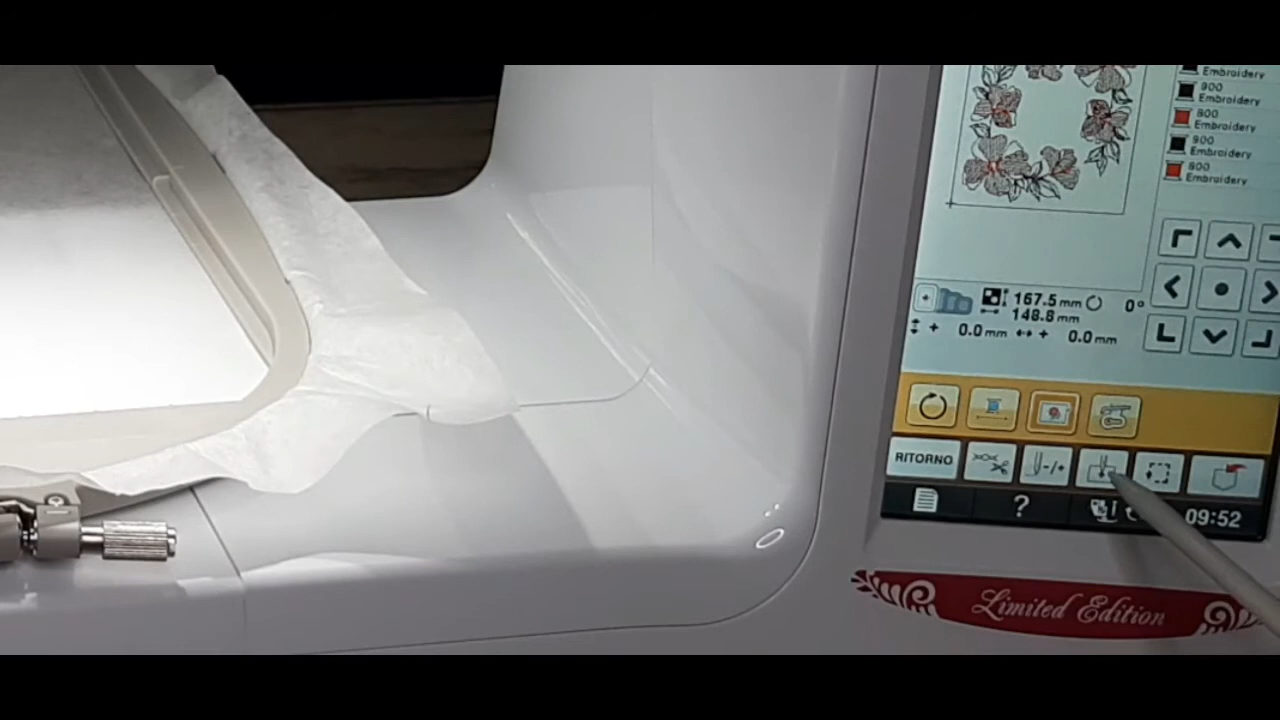 Embroidery
900
Embroidery
800
Embroidery
900
Embroidery
800
Embroidery
167.5 mm 0°
148.8 mm
+ 0.0 mm + 0.0 mm
RITORNO
-/+
?
09:52
Limited Edition